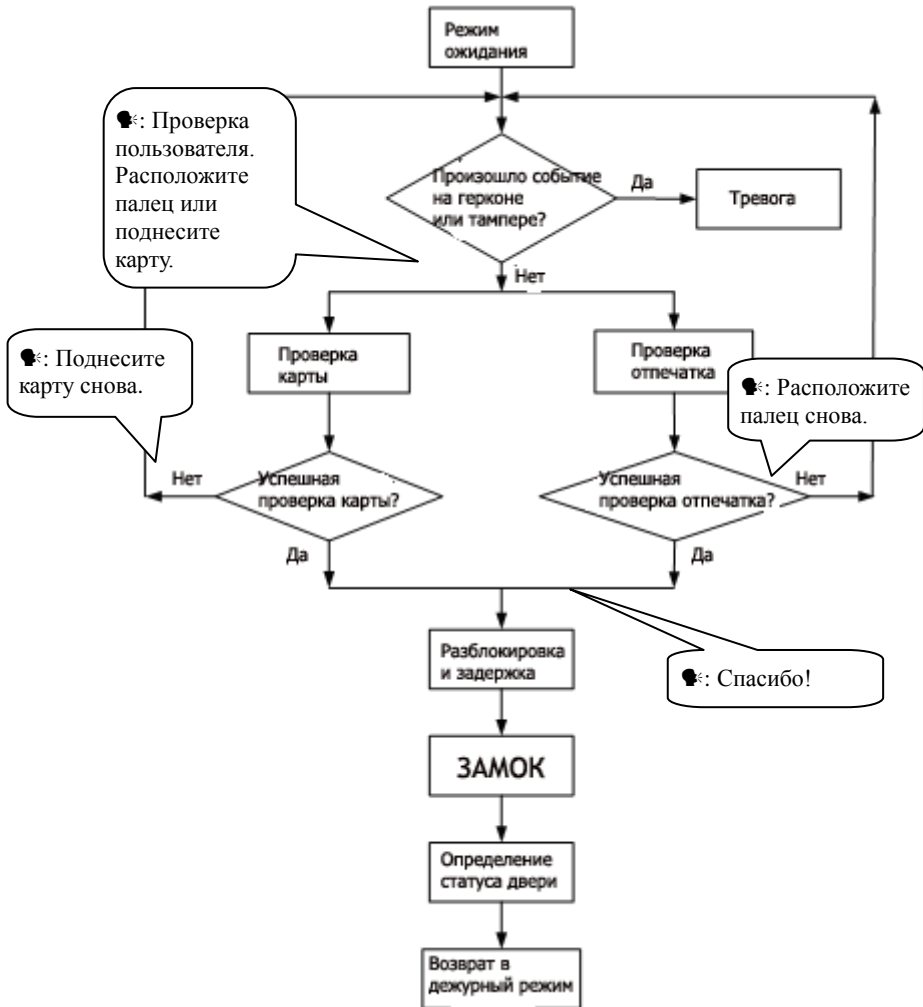 Режим
ожидания
🗣: Проверка
пользователя.
Расположите
палец или
поднесите
карту.
Произошло событие
на герконе
или тампере?
Да
Тревога
Нет
Проверка
карты
Проверка
отпечатка
🗣: Поднесите
карту снова.
🗣: Расположите
палец снова.
Нет
Успешная
проверка карты?
Успешная
проверка отпечатка?
Нет
Да
Да
Разблокировка
и задержка
🗣: Спасибо!
ЗАМОК
Определение
статуса двери
Возврат в
дежурный режим